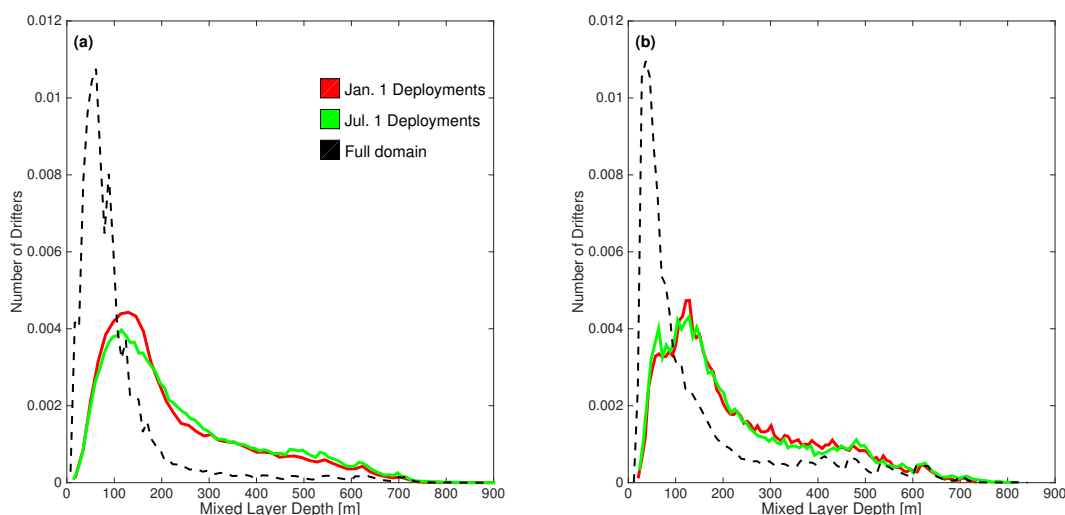 0.012
0.01
0.008
0.006
0.004
0.002
0
Number of Drifters
(a)
Jan. 1 Deployments
Jul. 1 Deployments
Full domain
0 100 200 300 400 500 600 700 800 900
Mixed Layer Depth [m]
0.012
0.01
0.008
0.006
0.004
0.002
0
Number of Drifters
(b)
0 100 200 300 400 500 600 700 800 900
Mixed Layer Depth [m]